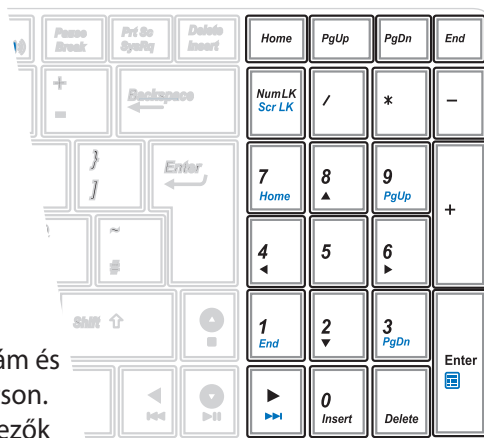 Pause Break Prt Sc SysRq Delete Insert Home PgUp PgDn End
+ = Backspace NumLK Scr LK / * -
} ] Enter 7 Home 8 9 PgUp +
~ # 4 5 6
Shift 1 End 2 3 PgDn Enter
ám és
son.
ezők
0 Insert Delete